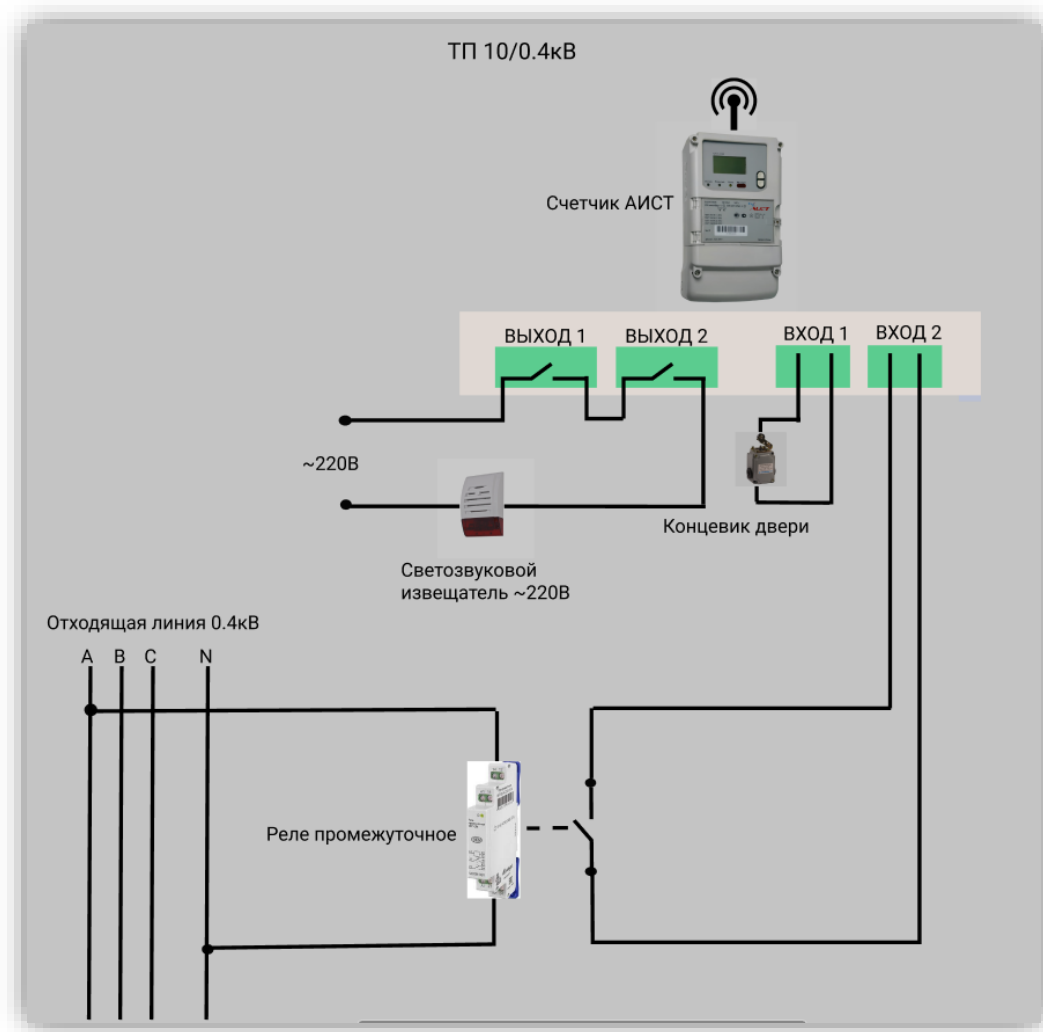 ТП 10/0.4кВ
Счетчик АИСТ
ВЫХОД 1
ВЫХОД 2
ВХОД 1
ВХОД 2
~220В
Концевик двери
Светозвуковой
извещатель ~220В
Отходящая линия 0.4кВ
A B C N
Реле промежуточное